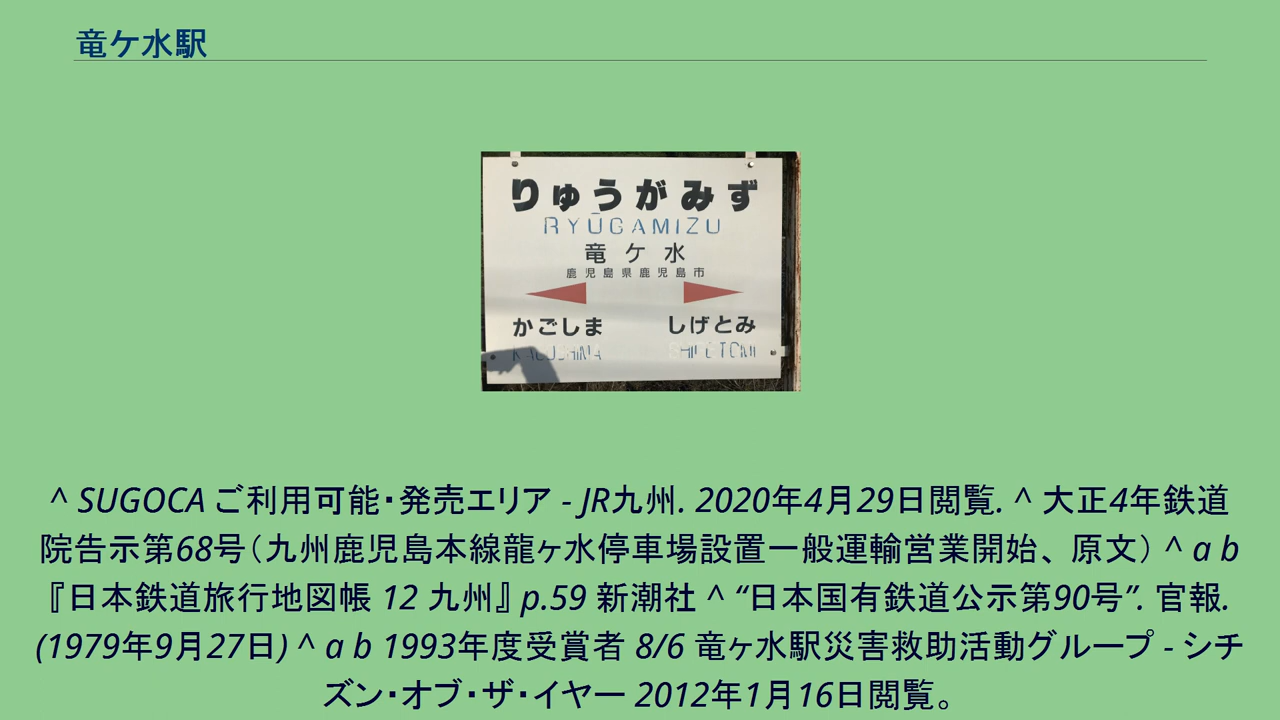 竜ケ水駅
りゅうがみず
RYŪGAMIZU
竜ケ水
鹿児島県鹿児島市
かごしま しげとみ
^ SUGOCA ご利用可能・発売エリア - JR九州. 2020年4月29日閲覧. ^ 大正4年鉄道
院告示第68号（九州鹿児島本線龍ヶ水停車場設置一般運輸営業開始、原文） ^ a b
『日本鉄道旅行地図帳 12 九州』p.59 新潮社 ^ “日本国有鉄道公示第90号”. 官報.
(1979年9月27日) ^ a b 1993年度受賞者 8/6 竜ヶ水駅災害救助活動グループ - シチ
ズン・オブ・ザ・イヤー 2012年1月16日閲覧。